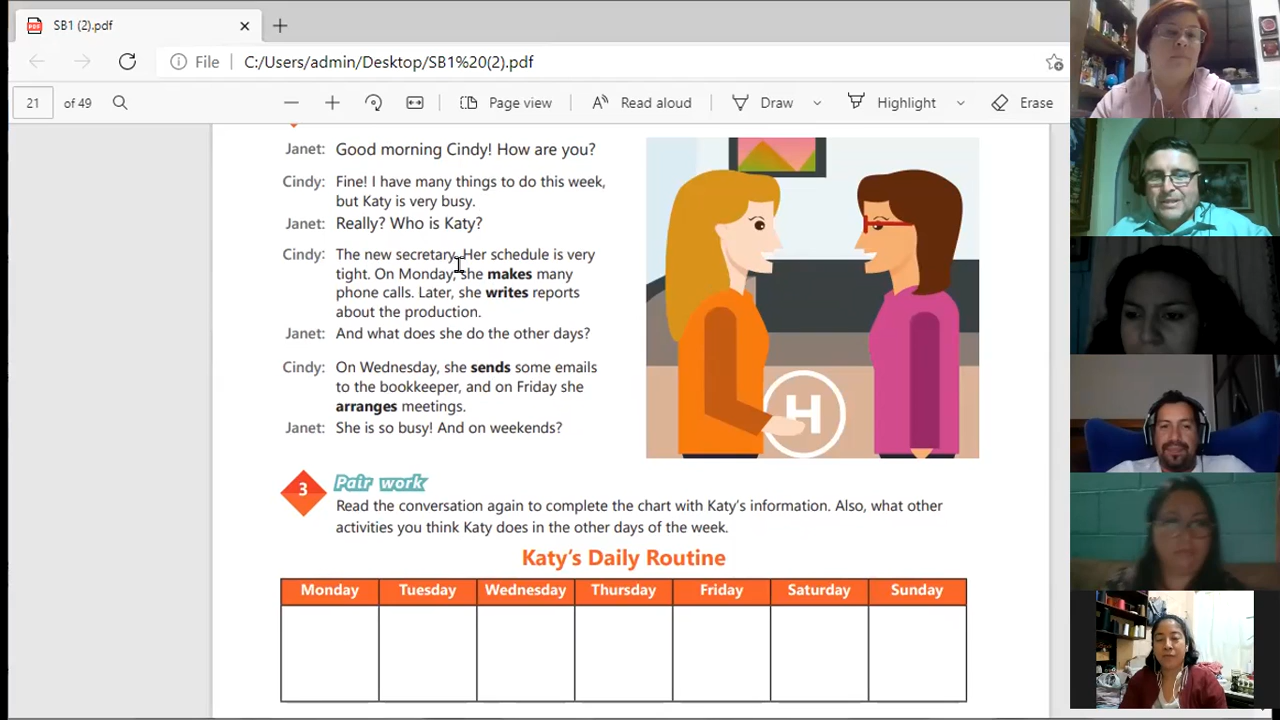 SB1 (2).pdf
File C:/Users/admin/Desktop/SB1%20(2).pdf
21 of 49 Page view Read aloud Draw Highlight Erase
Janet: Good morning Cindy! How are you?
Cindy: Fine! I have many things to do this week,
but Katy is very busy.
Janet: Really? Who is Katy?
Cindy: The new secretary. Her schedule is very
tight. On Monday, she makes many
phone calls. Later, she writes reports
about the production.
Janet: And what does she do the other days?
Cindy: On Wednesday, she sends some emails
to the bookkeeper, and on Friday she
arranges meetings.
Janet: She is so busy! And on weekends?
H
3 Pair work
Read the conversation again to complete the chart with Katy's information. Also, what other
activities you think Katy does in the other days of the week.
Katy's Daily Routine
Monday Tuesday Wednesday Thursday Friday Saturday Sunday